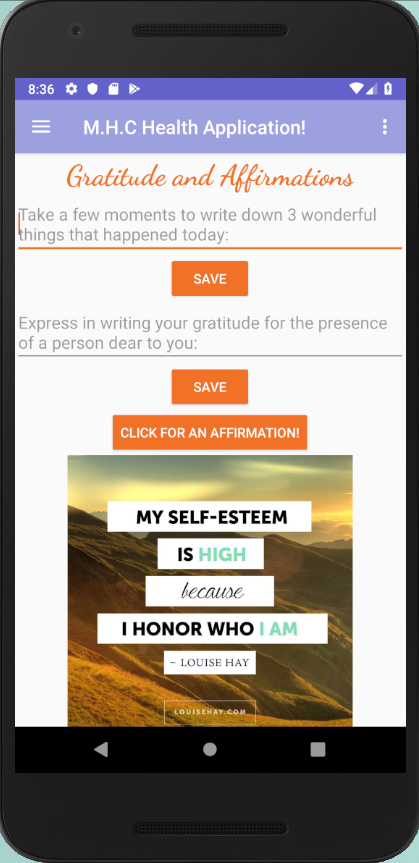 8:36
M.H.C Health Application!
Gratitude and Affirmations
Take a few moments to write down 3 wonderful
things that happened today:
SAVE
Express in writing your gratitude for the presence
of a person dear to you:
SAVE
CLICK FOR AN AFFIRMATION!
MY SELF-ESTEEM
IS HIGH
because
I HONOR WHO I AM
~ LOUISE HAY
LOUISEHAY.COM